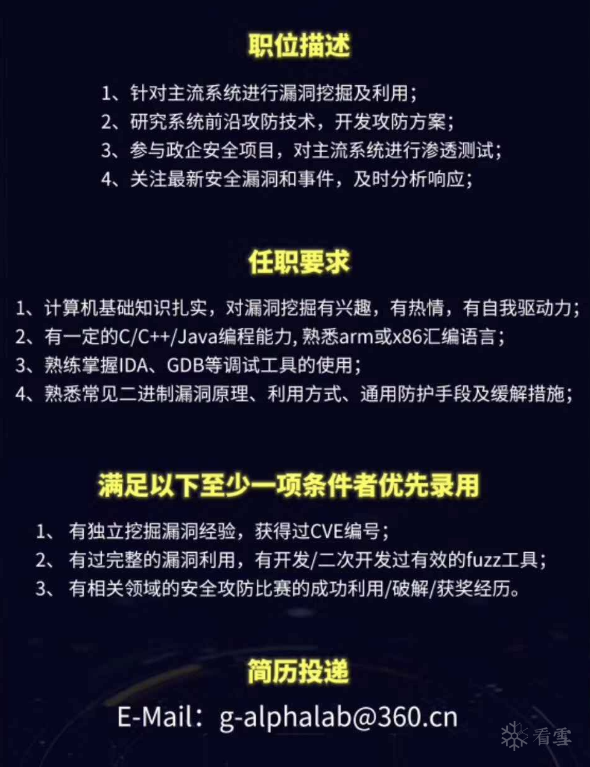 职位描述
1、针对主流系统进行漏洞挖掘及利用；
2、研究系统前沿攻防技术，开发攻防方案；
3、参与政企安全项目，对主流系统进行渗透测试；
4、关注最新安全漏洞和事件，及时分析响应；
任职要求
1、计算机基础知识扎实，对漏洞挖掘有兴趣，有热情，有自我驱动力；
2、有一定的C/C++/Java编程能力, 熟悉arm或x86汇编语言；
3、熟练掌握IDA、GDB等调试工具的使用；
4、熟悉常见二进制漏洞原理、利用方式、通用防护手段及缓解措施；
满足以下至少一项条件者优先录用
1、 有独立挖掘漏洞经验，获得过CVE编号；
2、 有过完整的漏洞利用，有开发/二次开发过有效的fuzz工具；
3、 有相关领域的安全攻防比赛的成功利用/破解/获奖经历。
简历投递
E-Mail：g-alphalab@360.cn
看雪